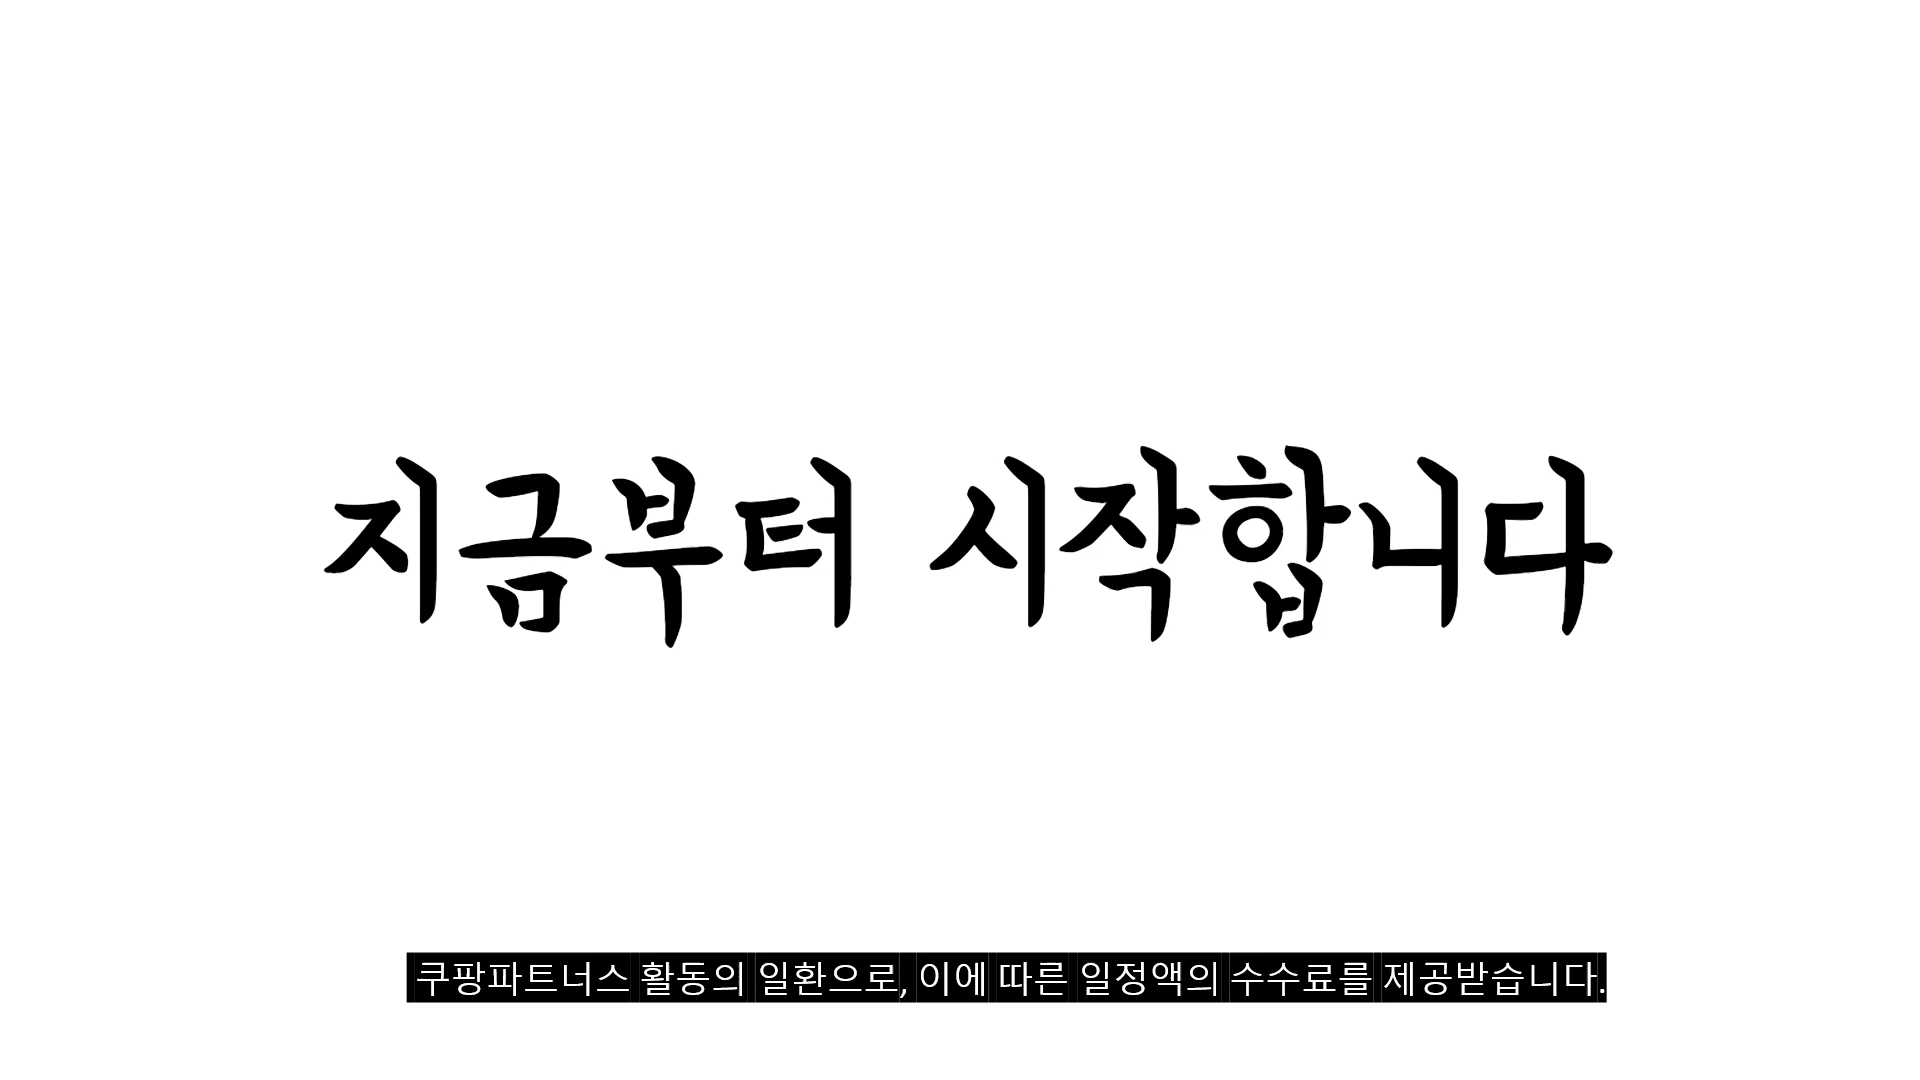 지금부터 시작합니다
쿠팡파트너스 활동의 일환으로, 이에 따른 일정액의 수수료를 제공받습니다.